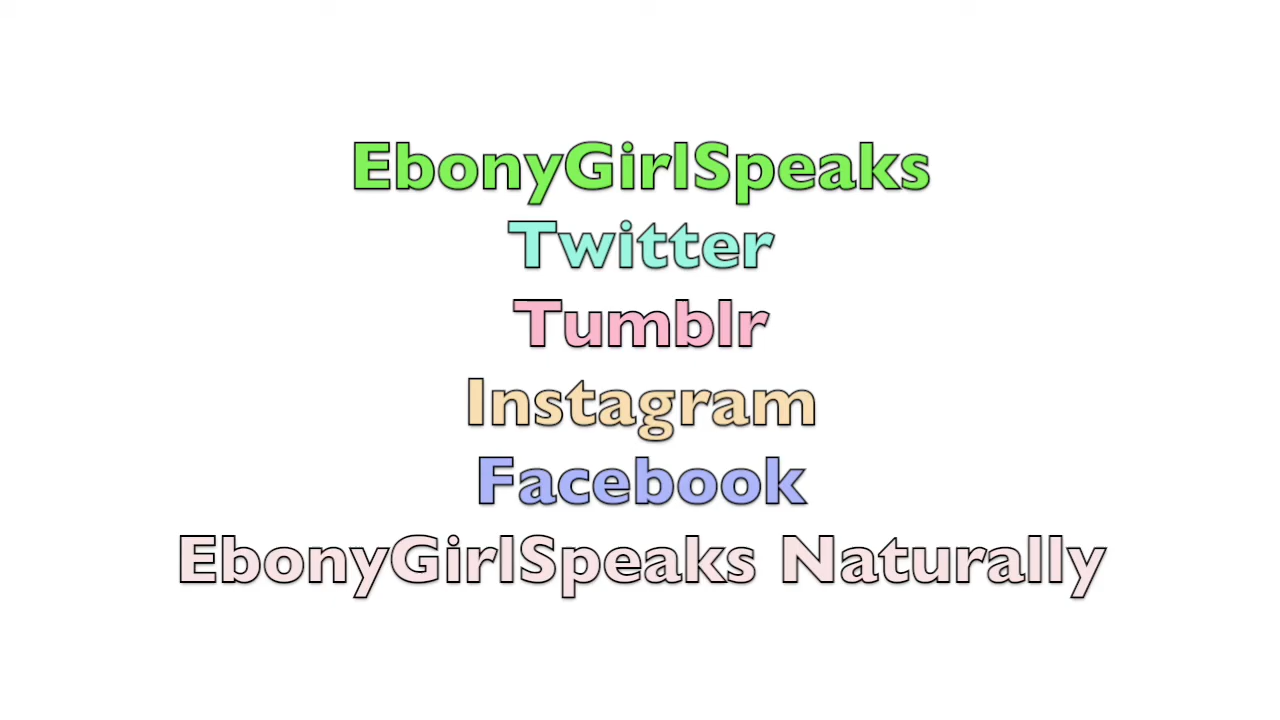 EbonyGirlSpeaks
Twitter
Tumblr
Instagram
Facebook
EbonyGirlSpeaks Naturally